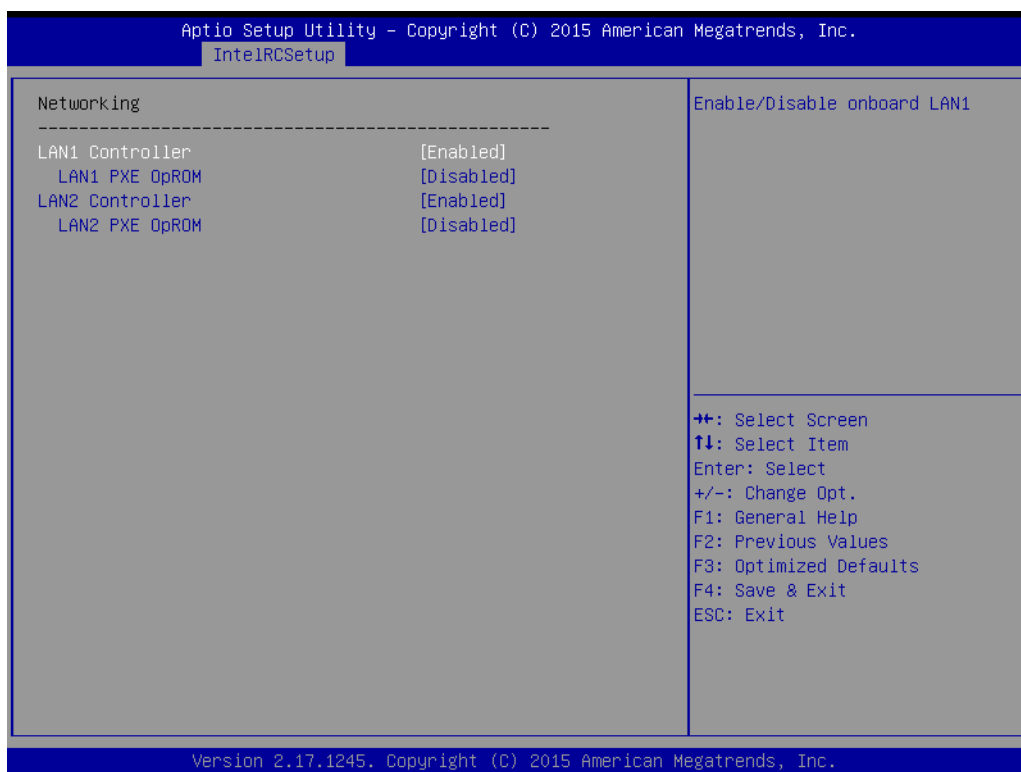 Aptio Setup Utility – Copyright (C) 2015 American Megatrends, Inc.
IntelRCSetup
Networking
--------------------------------------------------
LAN1 Controller [Enabled]
LAN1 PXE OpROM [Disabled]
LAN2 Controller [Enabled]
LAN2 PXE OpROM [Disabled]
Enable/Disable onboard LAN1
→←: Select Screen
↑↓: Select Item
Enter: Select
+/-: Change Opt.
F1: General Help
F2: Previous Values
F3: Optimized Defaults
F4: Save & Exit
ESC: Exit
Version 2.17.1245. Copyright (C) 2015 American Megatrends, Inc.